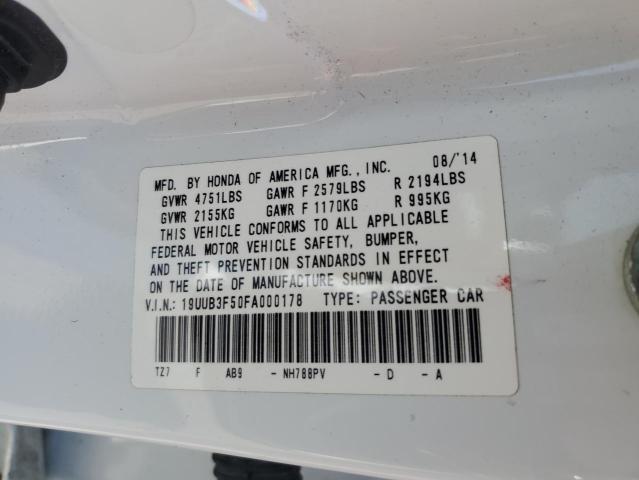 MFD. BY HONDA OF AMERICA MFG., INC. 08/'14
GVWR 4751LBS GAWR F 2579LBS R 2194LBS
GVWR 2155KG GAWR F 1170KG R 995KG
THIS VEHICLE CONFORMS TO ALL APPLICABLE
FEDERAL MOTOR VEHICLE SAFETY, BUMPER,
AND THEFT PREVENTION STANDARDS IN EFFECT
ON THE DATE OF MANUFACTURE SHOWN ABOVE.
V.I.N.: 19UUB3F50FA000178 TYPE: PASSENGER CAR
TZ7 F AB9 -NH788PV -D -A